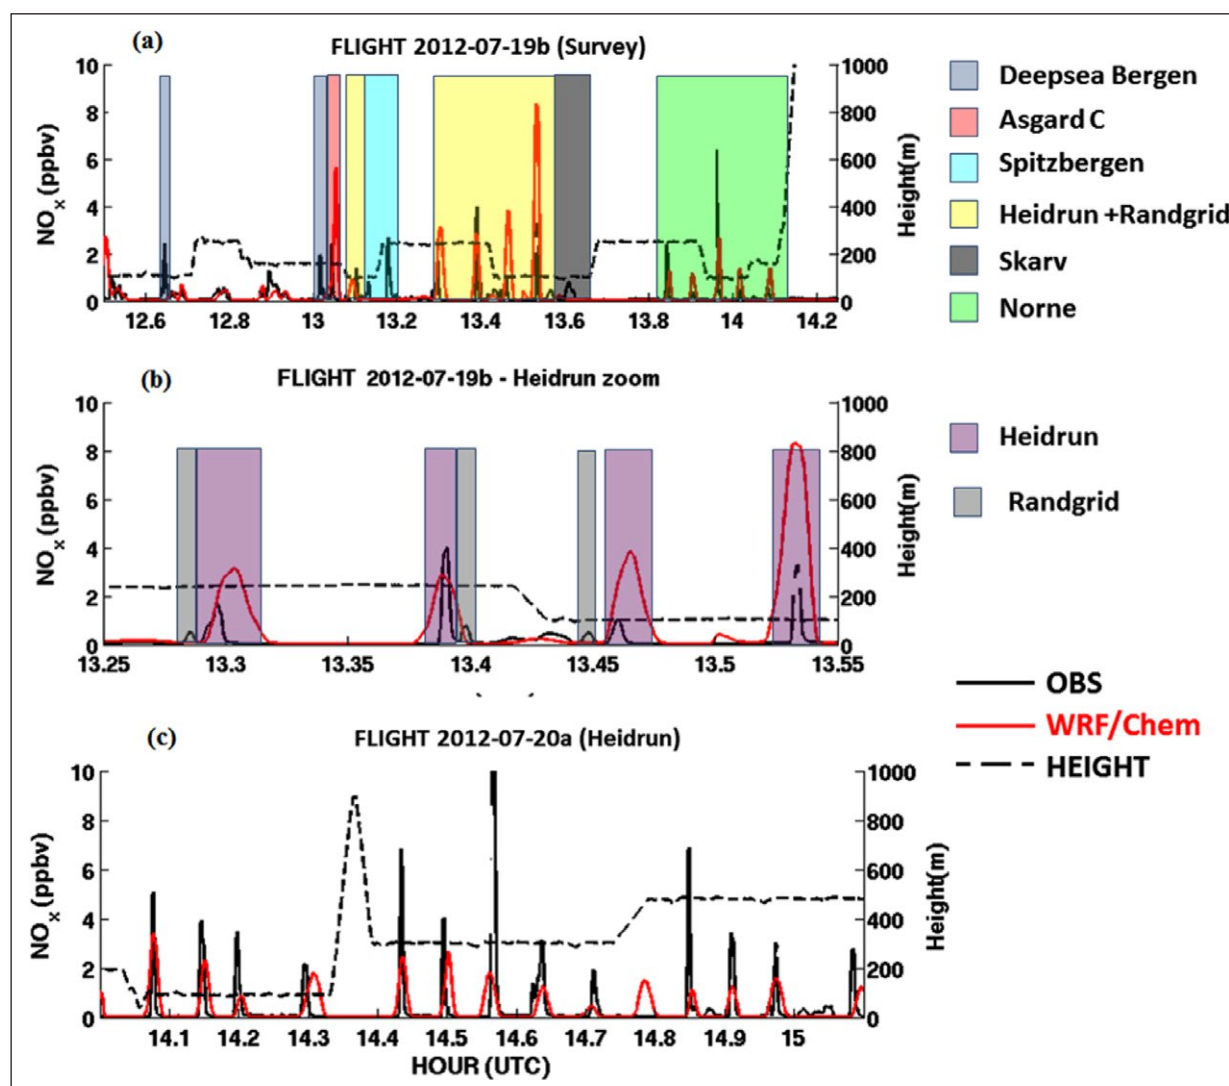 (a)
FLIGHT 2012-07-19b (Survey)
10 1000
8 800
6 600
4 400
2 200
0 0
NOx (ppbv)
Height(m)
12.6 12.8 13 13.2 13.4 13.6 13.8 14 14.2
Deepsea Bergen
Asgard C
Spitzbergen
Heidrun +Randgrid
Skarv
Norne
(b)
FLIGHT 2012-07-19b - Heidrun zoom
10 1000
8 800
6 600
4 400
2 200
0 0
NOx (ppbv)
Height(m)
13.25 13.3 13.35 13.4 13.45 13.5 13.55
Heidrun
Randgrid
OBS
WRF/Chem
HEIGHT
(c)
FLIGHT 2012-07-20a (Heidrun)
10 1000
8 800
6 600
4 400
2 200
0 0
NOx (ppbv)
Height(m)
14.1 14.2 14.3 14.4 14.5 14.6 14.7 14.8 14.9 15
HOUR (UTC)